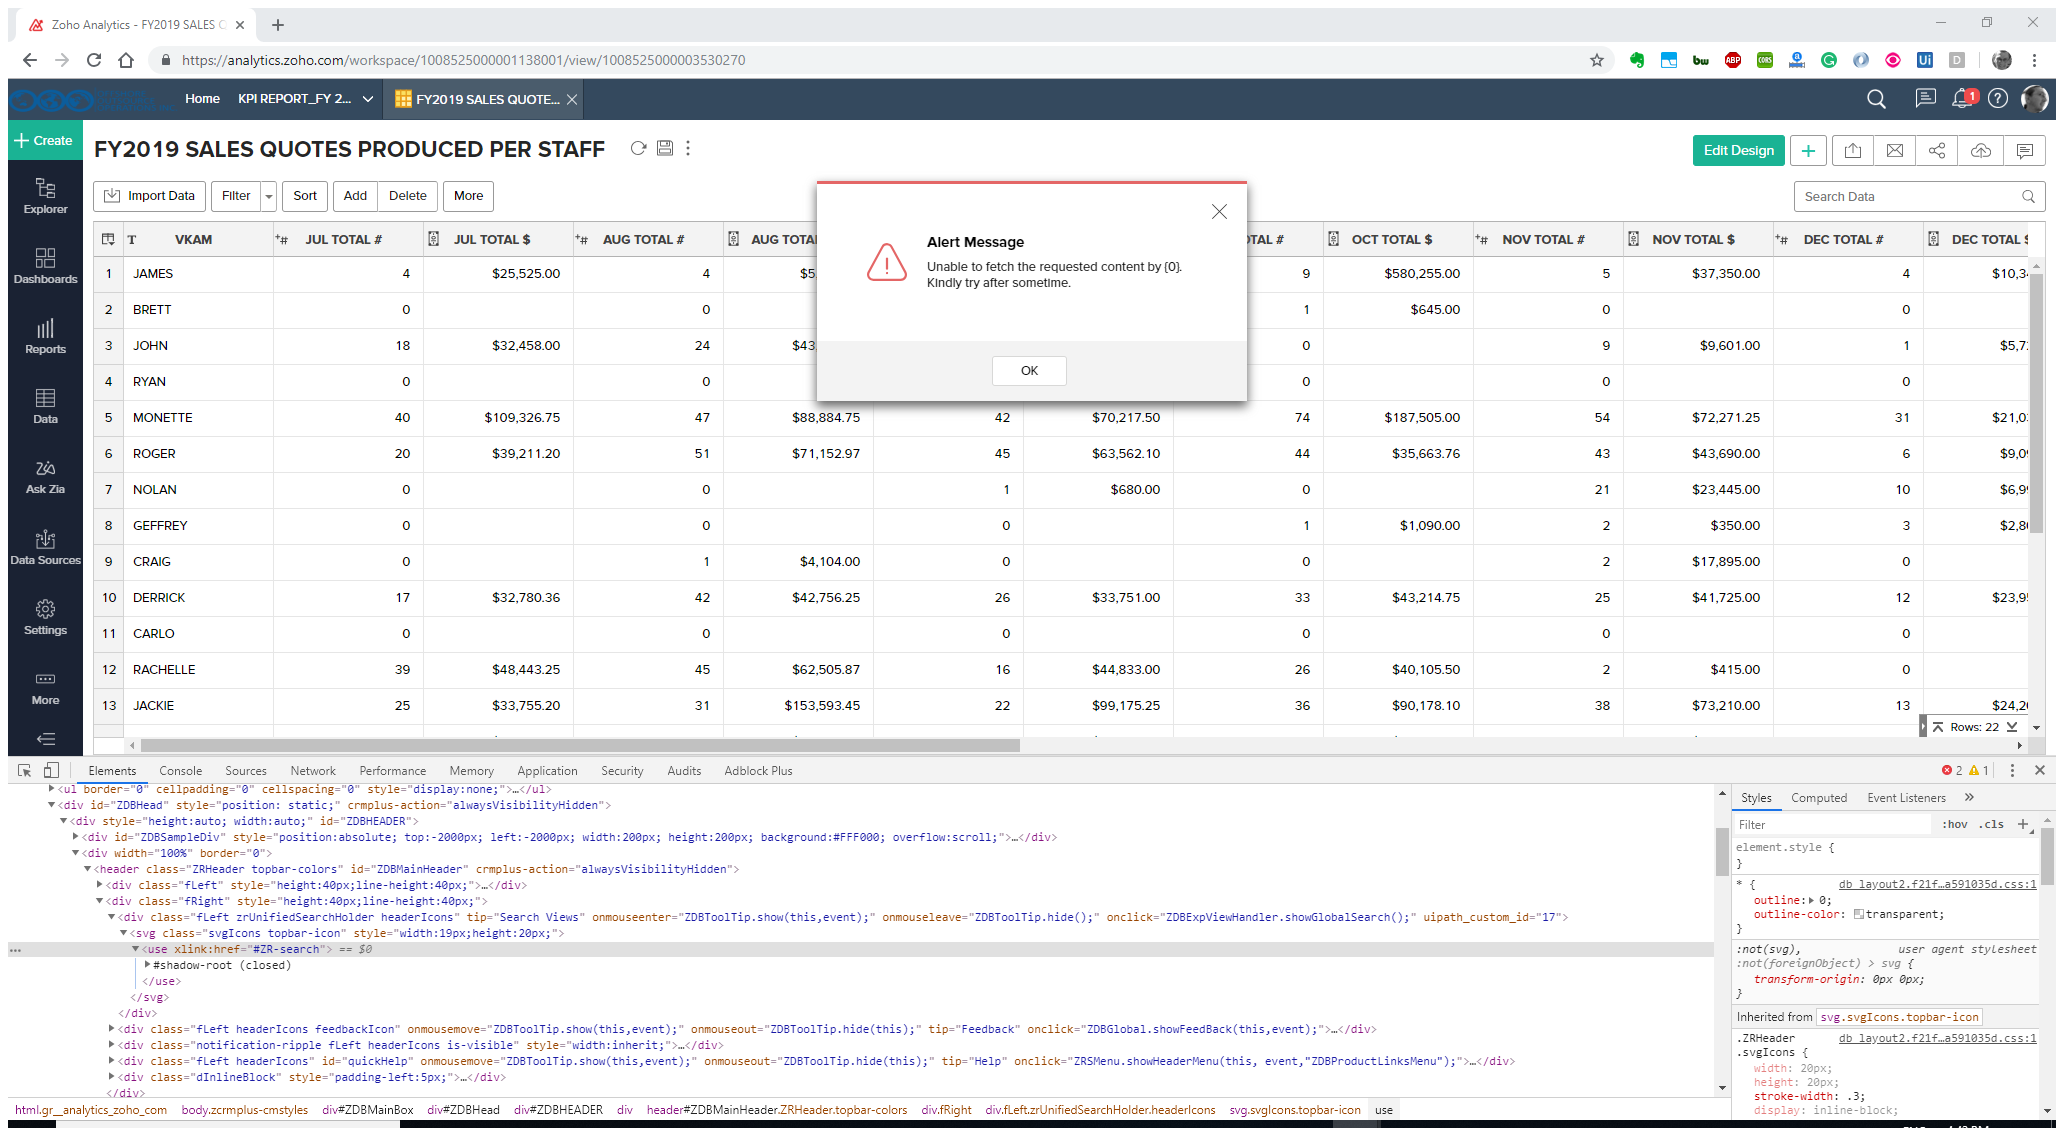 Zoho Analytics - FY2019 SALES Q
https://analytics.zoho.com/workspace/1008525000001138001/view/1008525000003530270
bw ABP CORS Ui D
Home KPI REPORT_FY 2... FY2019 SALES QUOTE... 1
Create
FY2019 SALES QUOTES PRODUCED PER STAFF
Edit Design
Import Data Filter Sort Add Delete More
Search Data
Explorer
Dashboards
Reports
Data
Ask Zia
Data Sources
Settings
More
T VKAM JUL TOTAL # JUL TOTAL $ AUG TOTAL # AUG TOTA OTAL # OCT TOTAL $ NOV TOTAL # NOV TOTAL $ DEC TOTAL # DEC TOTAL $
1 JAMES 4 $25,525.00 4 $5 9 $580,255.00 5 $37,350.00 4 $10,34
2 BRETT 0 0 1 $645.00 0 0
3 JOHN 18 $32,458.00 24 $43, 0 9 $9,601.00 1 $5,7
4 RYAN 0 0 0 0 0
5 MONETTE 40 $109,326.75 47 $88,884.75 42 $70,217.50 74 $187,505.00 54 $72,271.25 31 $21,0
6 ROGER 20 $39,211.20 51 $71,152.97 45 $63,562.10 44 $35,663.76 43 $43,690.00 6 $9,0
7 NOLAN 0 0 1 $680.00 0 21 $23,445.00 10 $6,9
8 GEFFREY 0 0 0 1 $1,090.00 2 $350.00 3 $2,8
9 CRAIG 0 1 $4,104.00 0 0 2 $17,895.00 0
10 DERRICK 17 $32,780.36 42 $42,756.25 26 $33,751.00 33 $43,214.75 25 $41,725.00 12 $23,9
11 CARLO 0 0 0 0 0 0
12 RACHELLE 39 $48,443.25 45 $62,505.87 16 $44,833.00 26 $40,105.50 2 $415.00 0
13 JACKIE 25 $33,755.20 31 $153,593.45 22 $99,175.25 36 $90,178.10 38 $73,210.00 13 $24,2
Rows: 22
Alert Message
Unable to fetch the requested content by {0}.
Kindly try after sometime.
OK
Elements Console Sources Network Performance Memory Application Security Audits Adblock Plus 2 1
<ul border="0" cellpadding="0" cellspacing="0" style="display:none;">…</ul>
<div id="ZDBHead" style="position: static;" crmplus-action="alwaysVisibilityHidden">
<div style="height:auto; width:auto;" id="ZDBHEADER">
<div id="ZDBSampleDiv" style="position:absolute; top:-2000px; left:-2000px; width:200px; height:200px; background:#FFF000; overflow:scroll;">…</div>
<div width="100%" border="0">
<header class="ZRHeader topbar-colors" id="ZDBMainHeader" crmplus-action="alwaysVisibilityHidden">
<div class="fLeft" style="height:40px;line-height:40px;">…</div>
<div class="fRight" style="height:40px;line-height:40px;">
<div class="fLeft zrUnifiedSearchHolder headerIcons" tip="Search Views" onmouseenter="ZDBToolTip.show(this,event);" onmouseleave="ZDBToolTip.hide();" onclick="ZDBExpViewHandler.showGlobalSearch();" uipath_custom_id="17">
<svg class="svgIcons topbar-icon" style="width:19px;height:20px;">
... <use xlink:href="#ZR-search"> == $0
#shadow-root (closed)
</use>
</svg>
</div>
<div class="fLeft headerIcons feedbackIcon" onmousemove="ZDBToolTip.show(this,event);" onmouseout="ZDBToolTip.hide(this);" tip="Feedback" onclick="ZDBGlobal.showFeedBack(this,event);">…</div>
<div class="notification-ripple fLeft headerIcons is-visible" style="width:inherit;">…</div>
<div class="fLeft headerIcons" id="quickHelp" onmousemove="ZDBToolTip.show(this,event);" onmouseout="ZDBToolTip.hide(this);" tip="Help" onclick="ZRSMenu.showHeaderMenu(this, event,"ZDBProductLinksMenu");">…</div>
<div class="dInlineBlock" style="padding-left:5px;">…</div>
</div>
html.gr__analytics_zoho_com body.zcrmplus-cmstyles div#ZDBMainBox div#ZDBHead div#ZDBHEADER div header#ZDBMainHeader.ZRHeader.topbar-colors div.fRight div.fLeft.zrUnifiedSearchHolder.headerIcons svg.svgIcons.topbar-icon use
Styles Computed Event Listeners »
Filter :hov .cls +
element.style {
}
* { db_layout2.f21f…a591035d.css:1
outline: 0;
outline-color: transparent;
}
:not(svg), user agent stylesheet
:not(foreignObject) > svg {
transform-origin: 0px 0px;
}
Inherited from svg.svgIcons.topbar-icon
.ZRHeader db_layout2.f21f…a591035d.css:1
.svgIcons {
width: 20px;
height: 20px;
stroke-width: .3;
display: inline-block;